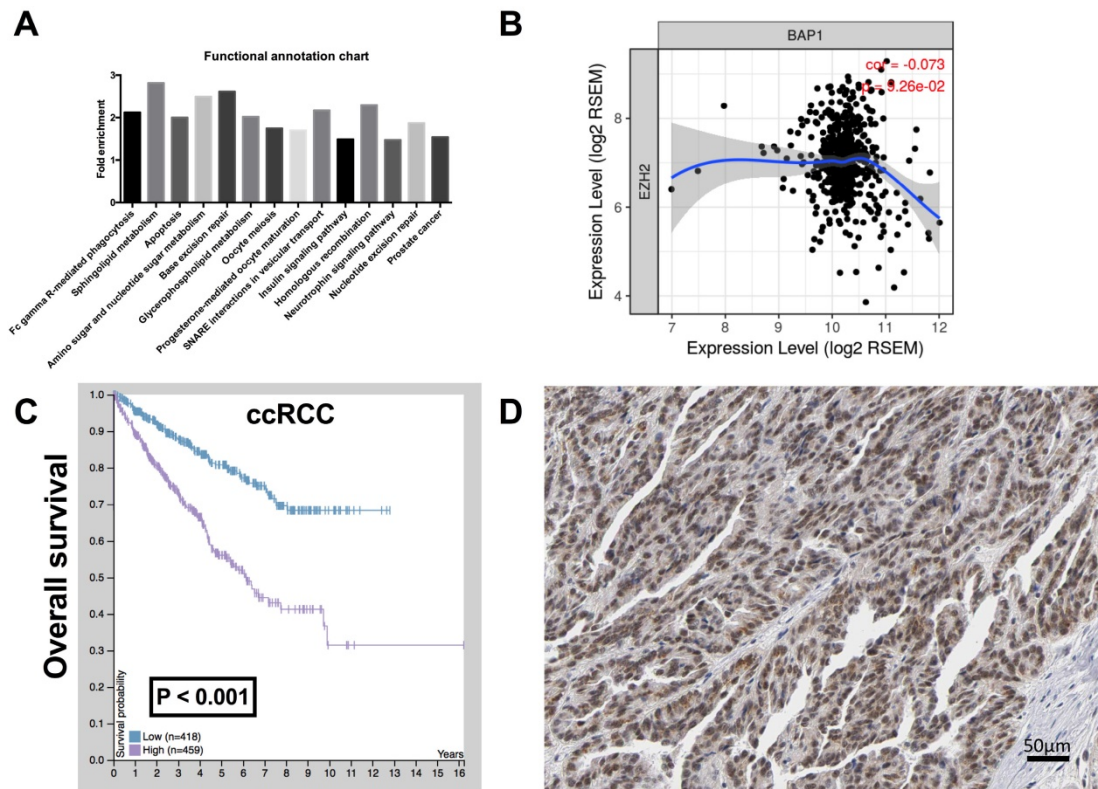 A
Functional annotation chart
Fold enrichment
3
2
1
0
Fc gamma R-mediated phagocytosis
Sphingolipid metabolism
Apoptosis
Amino sugar and nucleotide sugar metabolism
Base excision repair
Glycerophospholipid metabolism
Oocyte meiosis
Progesterone-mediated oocyte maturation
SNARE interactions in vesicular transport
Insulin signaling pathway
Homologous recombination
Neurotrophin signaling pathway
Nucleotide excision repair
Prostate cancer
B
BAP1
cor = -0.073
p = 9.26e-02
EZH2
Expression Level (log2 RSEM)
8
6
4
7 8 9 10 11 12
Expression Level (log2 RSEM)
C
ccRCC
Overall survival
1.0
0.9
0.8
0.7
0.6
0.5
0.4
0.3
0.2
0.1
0.0
Survival probability
P < 0.001
Low (n=418)
High (n=459)
Years
0 1 2 3 4 5 6 7 8 9 10 11 12 13 14 15 16
D
50µm